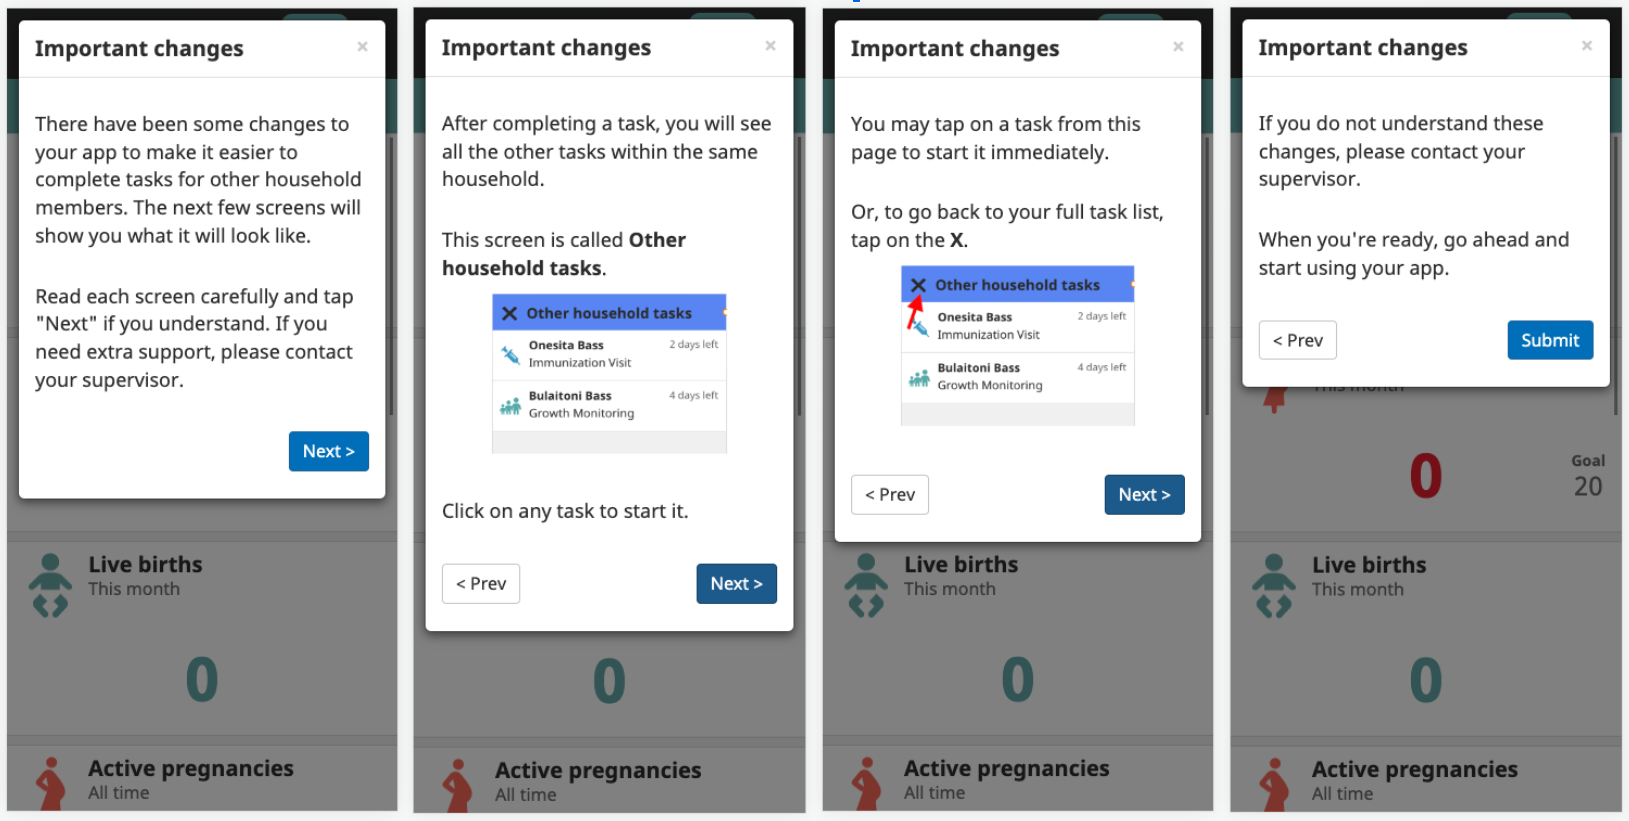 Important changes
×
There have been some changes to
your app to make it easier to
complete tasks for other household
members. The next few screens will
show you what it will look like.
Read each screen carefully and tap
"Next" if you understand. If you
need extra support, please contact
your supervisor.
Next >
Live births
This month
0
Active pregnancies
All time
Important changes
×
After completing a task, you will see
all the other tasks within the same
household.
This screen is called Other
household tasks.
X Other household tasks
Onesita Bass 2 days left
Immunization Visit
Bulaitoni Bass 4 days left
Growth Monitoring
Click on any task to start it.
< Prev
Next >
0
Active pregnancies
All time
Important changes
×
You may tap on a task from this
page to start it immediately.
Or, to go back to your full task list,
tap on the X.
X Other household tasks
Onesita Bass 2 days left
Immunization Visit
Bulaitoni Bass 4 days left
Growth Monitoring
< Prev
Next >
Live births
This month
0
Active pregnancies
All time
Important changes
×
If you do not understand these
changes, please contact your
supervisor.
When you're ready, go ahead and
start using your app.
< Prev
Submit
This month
0
Goal
20
Live births
This month
0
Active pregnancies
All time